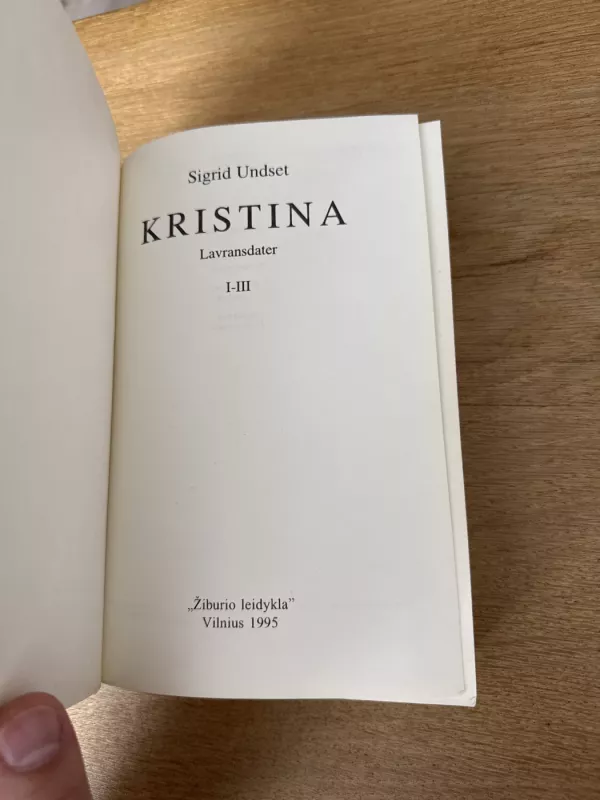 Sigrid Undset
KRISTINA
Lavransdater
I-III
„Žiburio leidykla"
Vilnius 1995